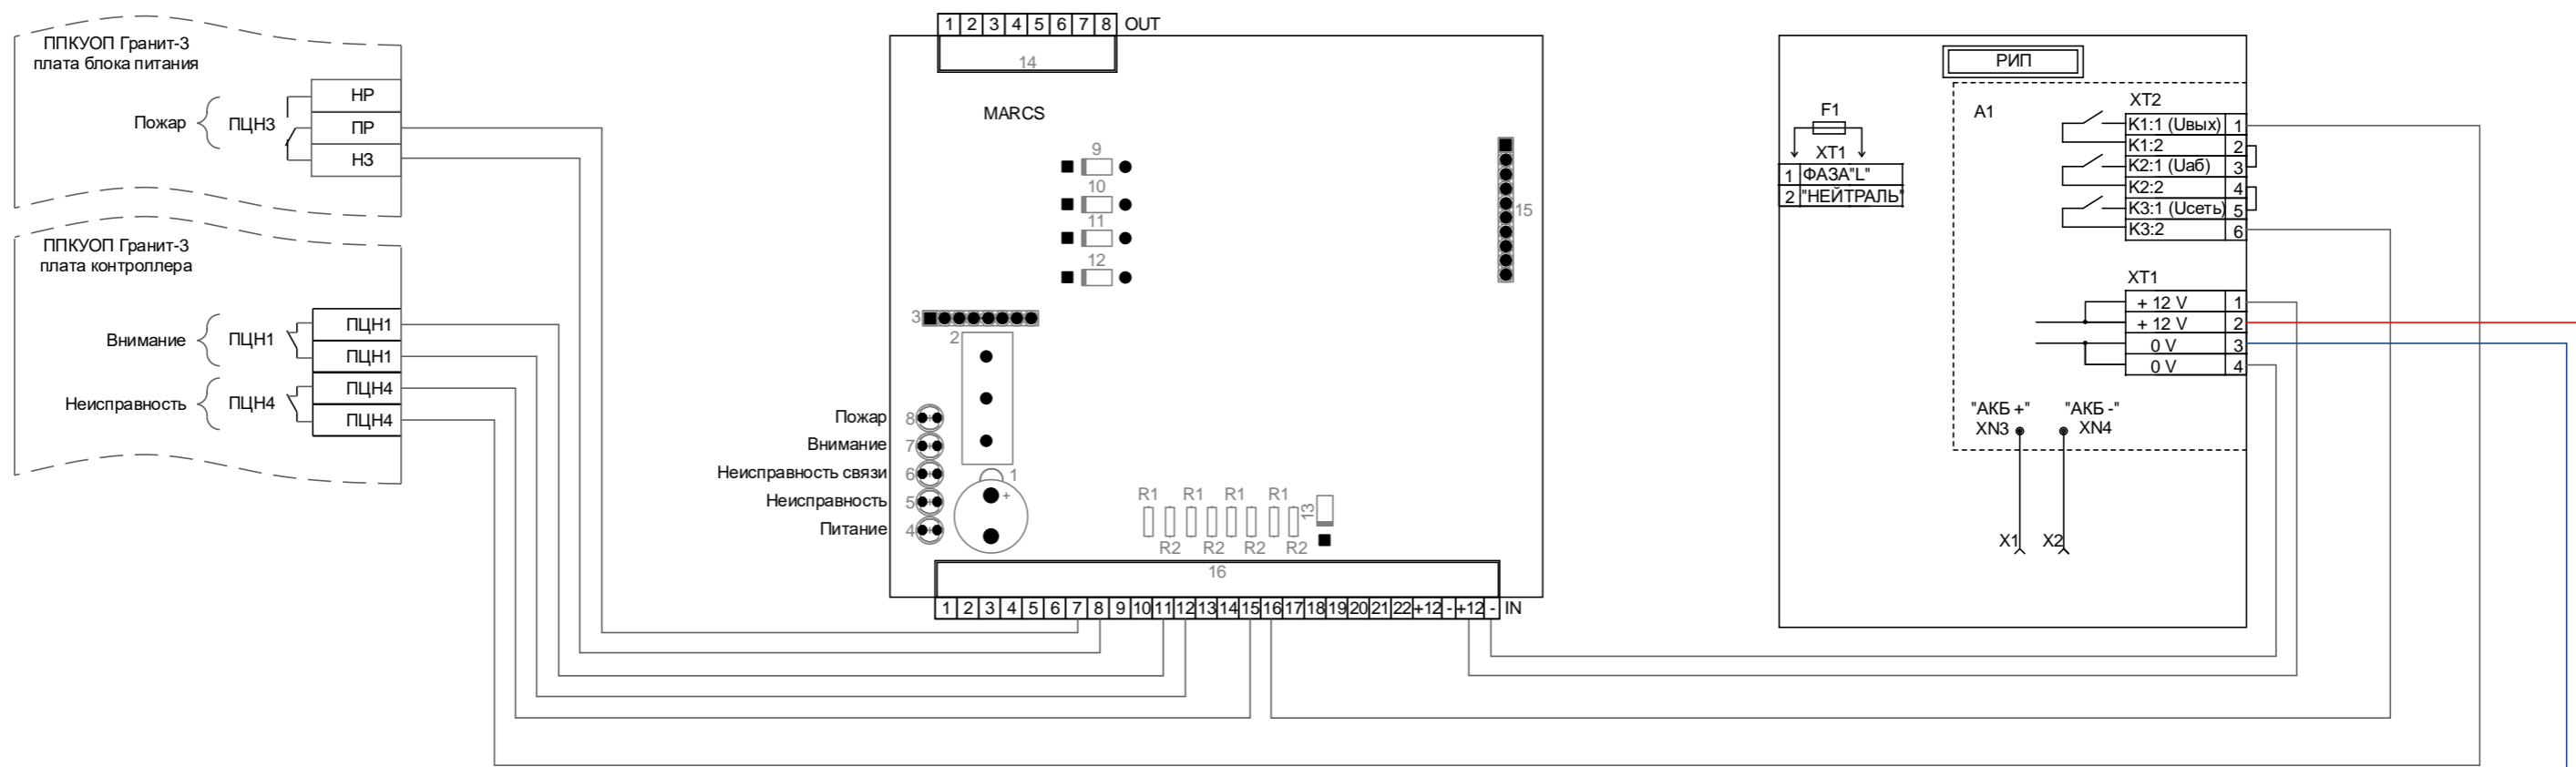 ППКУОП Гранит-3
плата блока питания
Пожар
ПЦН3
НР
ПР
НЗ
ППКУОП Гранит-3
плата контроллера
Внимание
ПЦН1
ПЦН1
ПЦН1
Неисправность
ПЦН4
ПЦН4
ПЦН4
1 2 3 4 5 6 7 8 OUT
14
MARCS
9
10
11
12
15
3
2
Пожар 8
Внимание 7
Неисправность связи 6
Неисправность 5
Питание 4
1
+
R1 R1 R1 R1
R2 R2 R2 R2
13
16
1 2 3 4 5 6 7 8 9 10 11 12 13 14 15 16 17 18 19 20 21 22 +12 - +12 - IN
РИП
F1
XT1
1 ФАЗА"L"
2 "НЕЙТРАЛЬ"
A1
XT2
K1:1 (Uвых) 1
K1:2 2
K2:1 (Uаб) 3
K2:2 4
K3:1 (Uсеть) 5
K3:2 6
XT1
+ 12 V 1
+ 12 V 2
0 V 3
0 V 4
"АКБ +" "АКБ -"
XN3 XN4
X1 X2